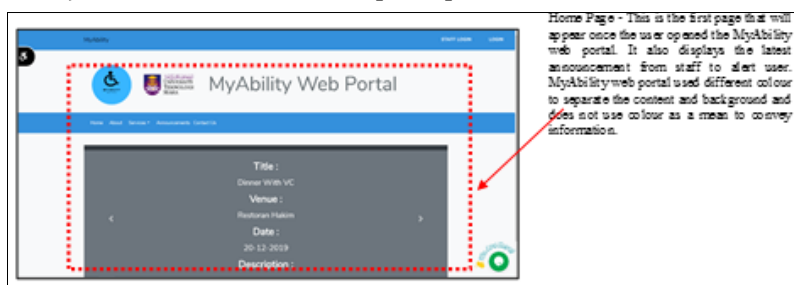 MyAbility
STAFF LOGIN LOGIN
UNIVERSITI
TEKNOLOGI
MARA
MyAbility Web Portal
Home About Services Announcements Contact Us
Title :
Dinner With VC
Venue :
Restoran Hakim
Date :
20-12-2019
Description :
Home Page - This is the first page that will
appear once the user opened the MyAbility
web portal. It also displays the latest
announcement from staff to alert user.
MyAbility web portal used different colour
to separate the content and background and
does not use colour as a mean to convey
information.